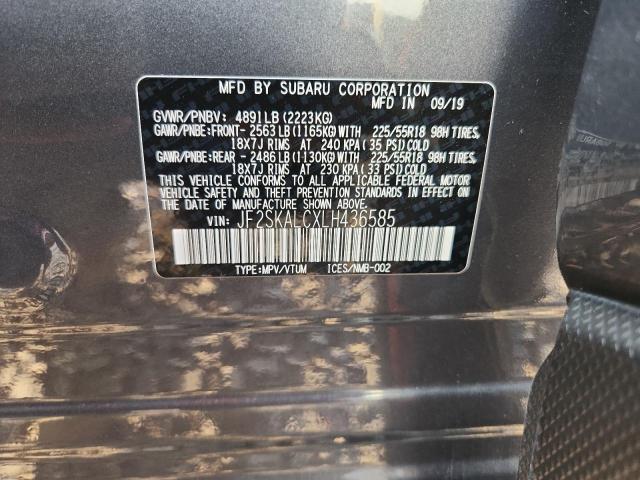 MFD BY SUBARU CORPORATION
MFD IN 09/19
GVWR/PNBV: 4891LB (2223KG)
GAWR/PNBE:FRONT- 2563 LB (1165KG) WITH 225/55R18 98H TIRES,
18X7J RIMS AT 240 KPA ( 35 PSI) COLD
GAWR/PNBE:REAR - 2486 LB (1130KG) WITH 225/55R18 98H TIRES,
18X7J RIMS AT 230 KPA ( 33 PSI) COLD
THIS VEHICLE CONFORMS TO ALL APPLICABLE FEDERAL MOTOR
VEHICLE SAFETY AND THEFT PREVENTION STANDARDS IN EFFECT
ON THE DATE OF MANUFACTURE SHOWN ABOVE.
VIN: JF2SKALCXLH436585
TYPE:MPV/VTUM ICES/NMB-002